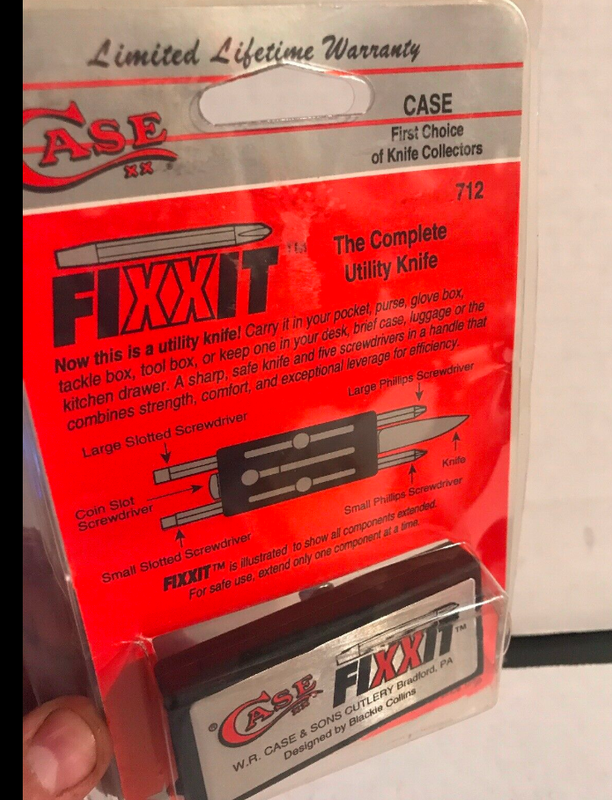 Limited Lifetime Warranty
CASE
XX
CASE
First Choice
of Knife Collectors
712
FIXXIT™
The Complete
Utility Knife
Now this is a utility knife! Carry it in your pocket, purse, glove box,
tackle box, tool box, or keep one in your desk, brief case, luggage or the
kitchen drawer. A sharp, safe knife and five screwdrivers in a handle that
combines strength, comfort, and exceptional leverage for efficiency.
Large Phillips Screwdriver
Large Slotted Screwdriver
Knife
Coin Slot
Screwdriver
Small Phillips Screwdriver
Small Slotted Screwdriver
FIXXIT™ is illustrated to show all components extended.
For safe use, extend only one component at a time.
FIXXIT™
® CASE
XX
W.R. CASE & SONS CUTLERY Bradford, PA
Designed by Blackie Collins